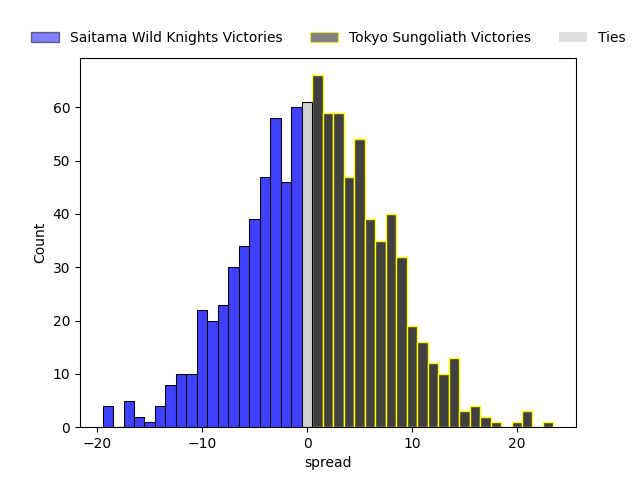 Saitama Wild Knights Victories Tokyo Sungoliath Victories Ties
60
50
40
30
20
10
0
Count
−20 −10 0 10 20
spread